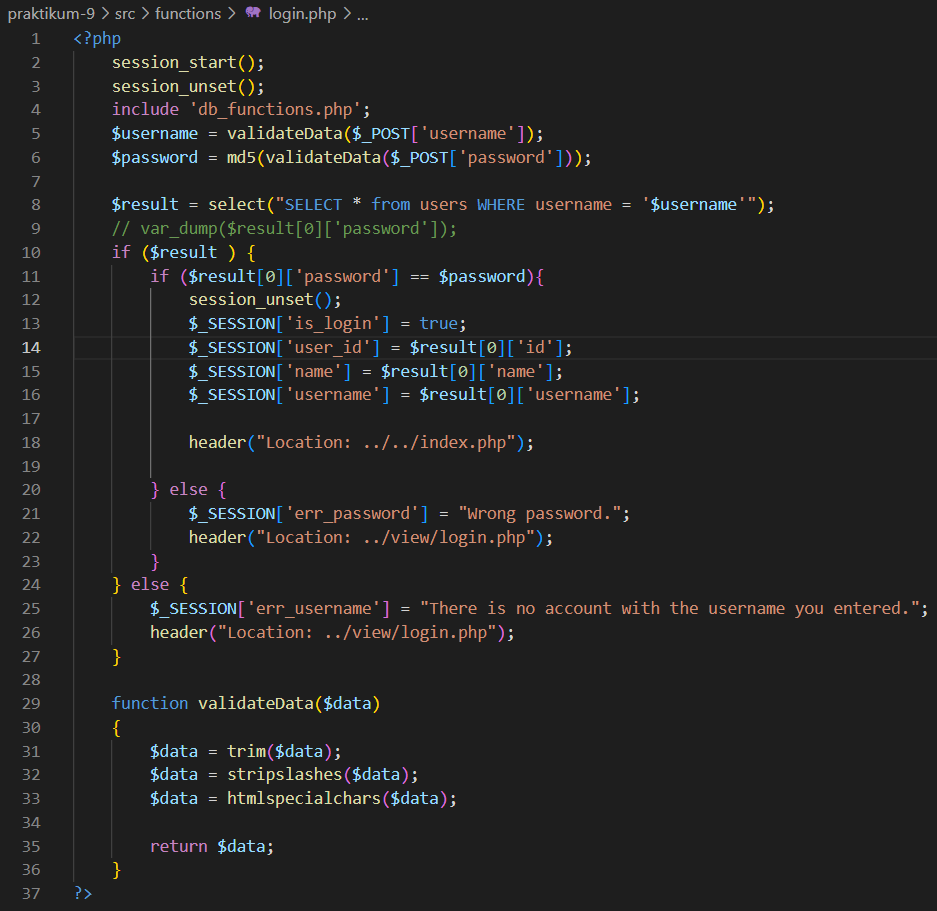 praktikum-9 > src > functions > login.php > ...
1 <?php
2 session_start();
3 session_unset();
4 include 'db_functions.php';
5 $username = validateData($_POST['username']);
6 $password = md5(validateData($_POST['password']));
7
8 $result = select("SELECT * from users WHERE username = '$username'");
9 // var_dump($result[0]['password']);
10 if ($result ) {
11 if ($result[0]['password'] == $password){
12 session_unset();
13 $_SESSION['is_login'] = true;
14 $_SESSION['user_id'] = $result[0]['id'];
15 $_SESSION['name'] = $result[0]['name'];
16 $_SESSION['username'] = $result[0]['username'];
17
18 header("Location: ../../index.php");
19
20 } else {
21 $_SESSION['err_password'] = "Wrong password.";
22 header("Location: ../view/login.php");
23 }
24 } else {
25 $_SESSION['err_username'] = "There is no account with the username you entered.";
26 header("Location: ../view/login.php");
27 }
28
29 function validateData($data)
30 {
31 $data = trim($data);
32 $data = stripslashes($data);
33 $data = htmlspecialchars($data);
34
35 return $data;
36 }
37 ?>